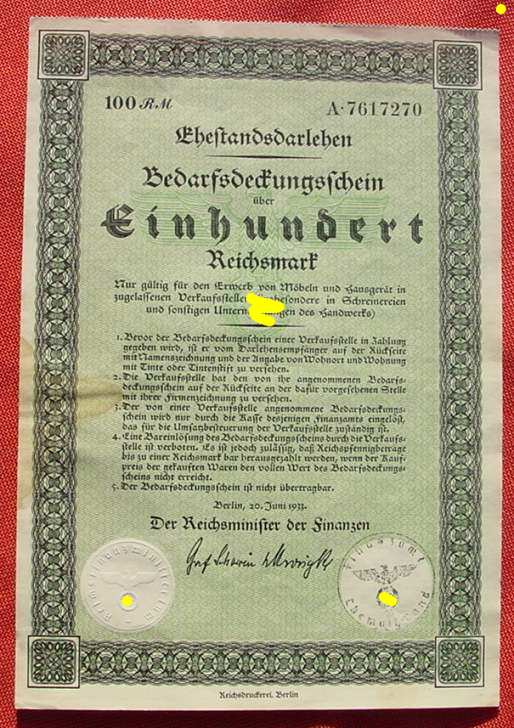 100 RM
A·7617270
Ehestandsdarlehen
Bedarfsdeckungsschein
über
Einhundert
Reichsmark
Nur gültig für den Erwerb von Möbeln und Hausgerät in
zugelassenen Verkaufsstellen
und sonstigen des Handwerks)
1. Bevor der Bedarfsdeckungsschein einer Verkaufsstelle in Zahlung
gegeben wird, ist er vom Darlehensempfänger auf der Rückseite
mit Namenszeichnung und der Angabe von Wohnort und Wohnung
mit Tinte oder Tintenstift zu versehen.
2. Die Verkaufsstelle hat den von ihr angenommenen Bedarfs-
deckungsschein auf der Rückseite an der dafür vorgesehenen Stelle
mit ihrer Firmenzeichnung zu versehen.
3. Der von einer Verkaufsstelle angenommene Bedarfsdeckungs-
schein wird nur durch die Kasse desjenigen Finanzamts eingelöst,
das für die Umsatzbesteuerung der Verkaufsstelle zuständig ist.
4. Eine Bareinlösung des Bedarfsdeckungsscheins durch die Verkaufs-
stelle ist verboten. Es ist jedoch zulässig, daß Reichspfennigbeträge
bis zu einer Reichsmark bar herausgezahlt werden, wenn der Kauf-
preis der gekauften Waren den vollen Wert des Bedarfsdeckungs-
scheins nicht erreicht.
5. Der Bedarfsdeckungsschein ist nicht übertragbar.
Berlin, 20. Juni 1933.
Der Reichsminister der Finanzen
Graf Schwerin v Krosigk
Reichsfinanzministerium
Finanzamt
Reichsdruckerei, Berlin